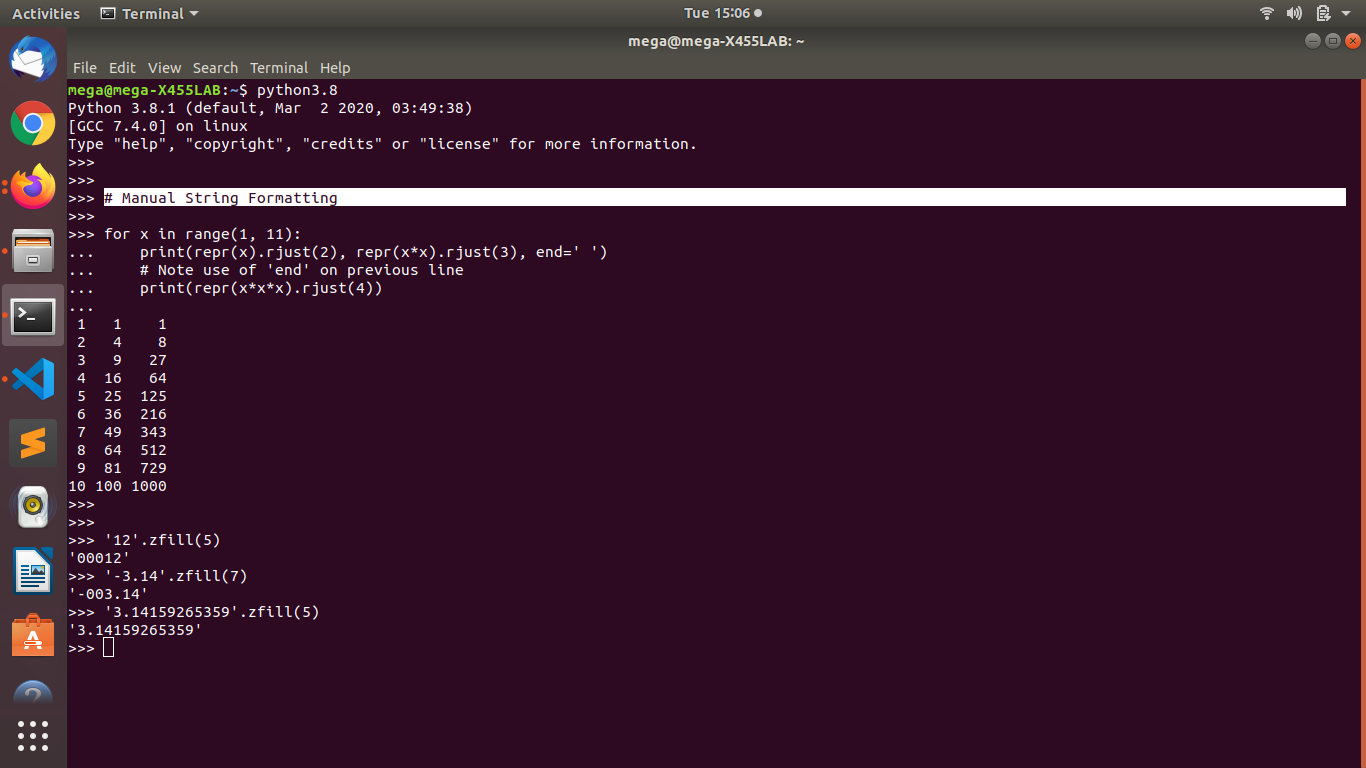 Activities Terminal Tue 15:06
mega@mega-X455LAB: ~
File Edit View Search Terminal Help
mega@mega-X455LAB:~$ python3.8
Python 3.8.1 (default, Mar  2 2020, 03:49:38)
[GCC 7.4.0] on linux
Type "help", "copyright", "credits" or "license" for more information.
>>>
>>>
>>> # Manual String Formatting
>>>
>>> for x in range(1, 11):
...     print(repr(x).rjust(2), repr(x*x).rjust(3), end=' ')
...     # Note use of 'end' on previous line
...     print(repr(x*x*x).rjust(4))
...
 1   1    1
 2   4    8
 3   9   27
 4  16   64
 5  25  125
 6  36  216
 7  49  343
 8  64  512
 9  81  729
10 100 1000
>>>
>>>
>>> '12'.zfill(5)
'00012'
>>> '-3.14'.zfill(7)
'-003.14'
>>> '3.14159265359'.zfill(5)
'3.14159265359'
>>>